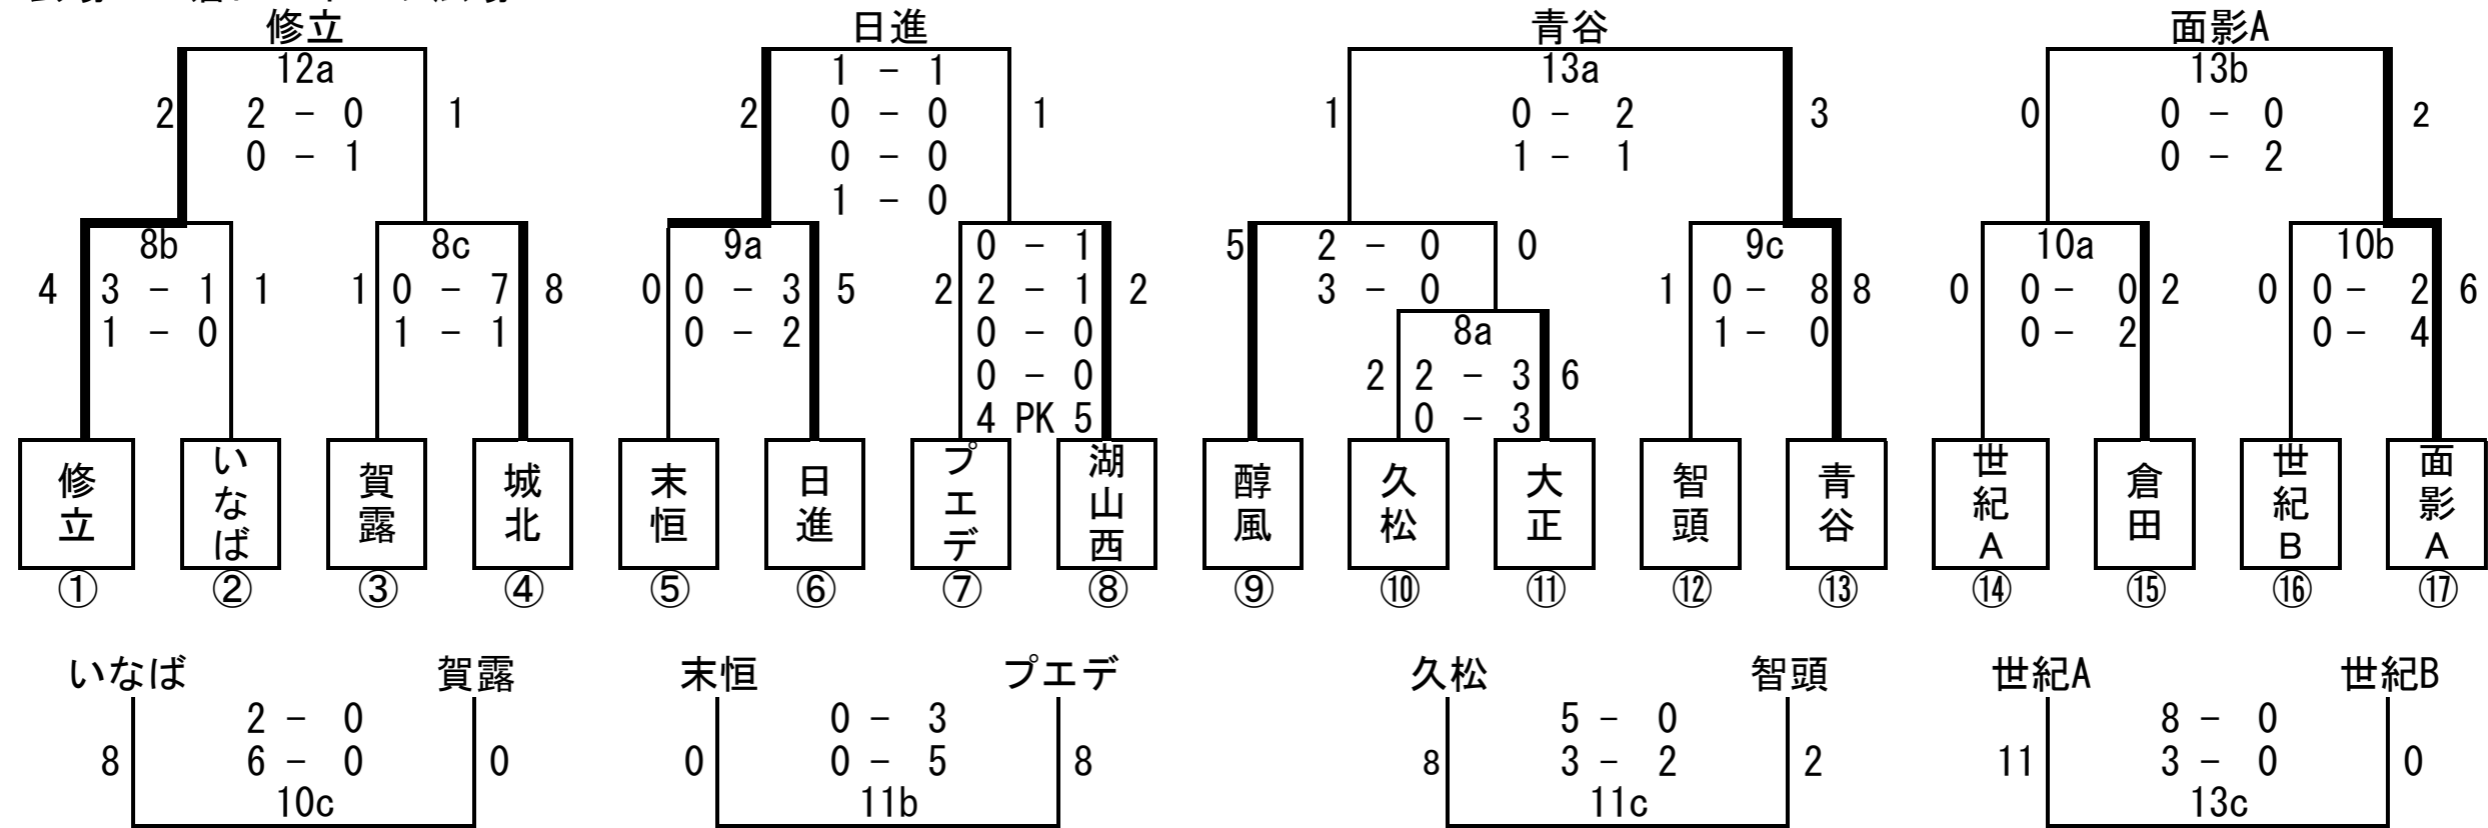 修立 日進 青谷 面影A
12a 1 - 1 13a 13b
2 2 - 0 1 2 0 - 0 1 1 0 - 2 3 0 0 - 0 2
0 - 1 0 - 0 1 - 1 0 - 2
1 - 0
8b 8c 9a 0 - 1 5 2 - 0 0 9c 10a 10b
4 3 - 1 1 1 0 - 7 8 0 0 - 3 5 2 2 - 1 2 3 - 0 1 0 - 8 8 0 0 - 0 2 0 0 - 2 6
1 - 0 1 - 1 0 - 2 0 - 0 8a 1 - 0 0 - 2 0 - 4
0 - 0 2 2 - 3 6
4 PK 5 0 - 3
修立 いなば 賀露 城北 末恒 日進 プエデ 湖山西 醇風 久松 大正 智頭 青谷 世紀A 倉田 世紀B 面影A
① ② ③ ④ ⑤ ⑥ ⑦ ⑧ ⑨ ⑩ ⑪ ⑫ ⑬ ⑭ ⑮ ⑯ ⑰
いなば 賀露 末恒 プエデ 久松 智頭 世紀A 世紀B
2 - 0 0 - 3 5 - 0 8 - 0
8 6 - 0 0 0 0 - 5 8 8 3 - 2 2 11 3 - 0 0
10c 11b 11c 13c